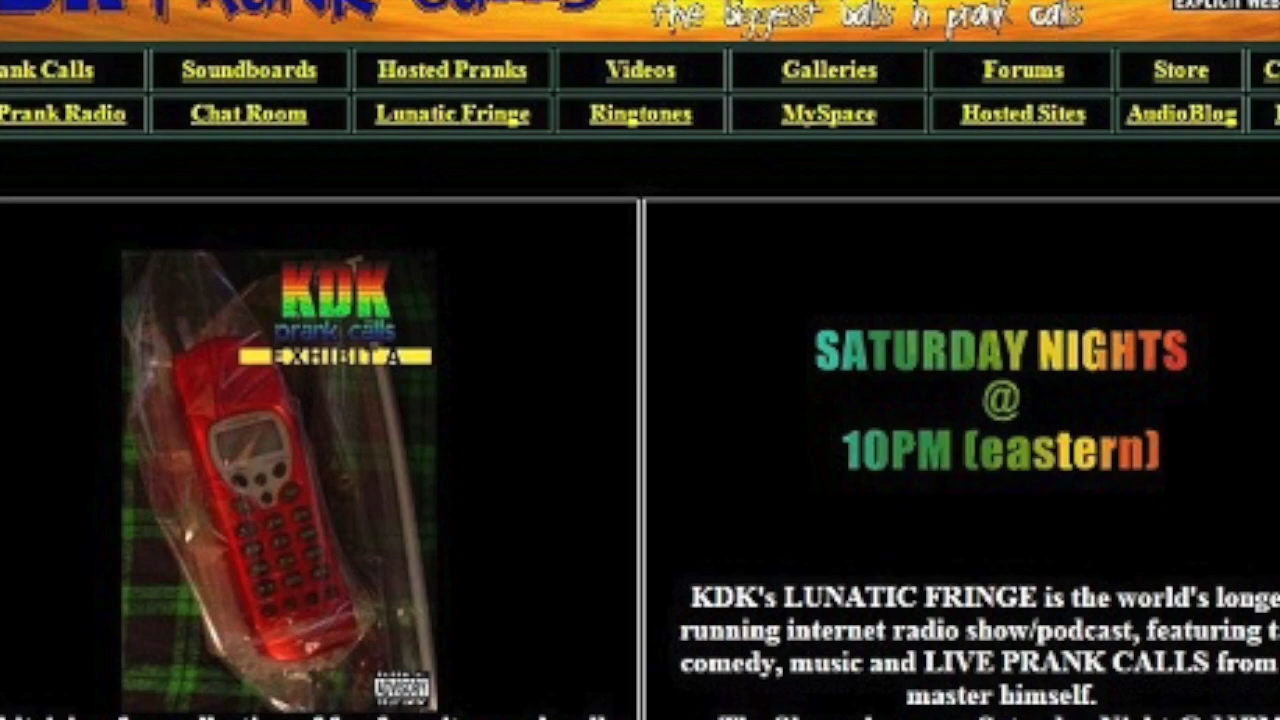 Prank Calls
the biggest balls in prank calls
ank Calls Soundboards Hosted Pranks Videos Galleries Forums Store C
Prank Radio Chat Room Lunatic Fringe Ringtones MySpace Hosted Sites AudioBlog
KDK
prank calls
EXHIBIT A
SATURDAY NIGHTS
@
10PM (eastern)
KDK's LUNATIC FRINGE is the world's longe
running internet radio show/podcast, featuring t
comedy, music and LIVE PRANK CALLS from
master himself.